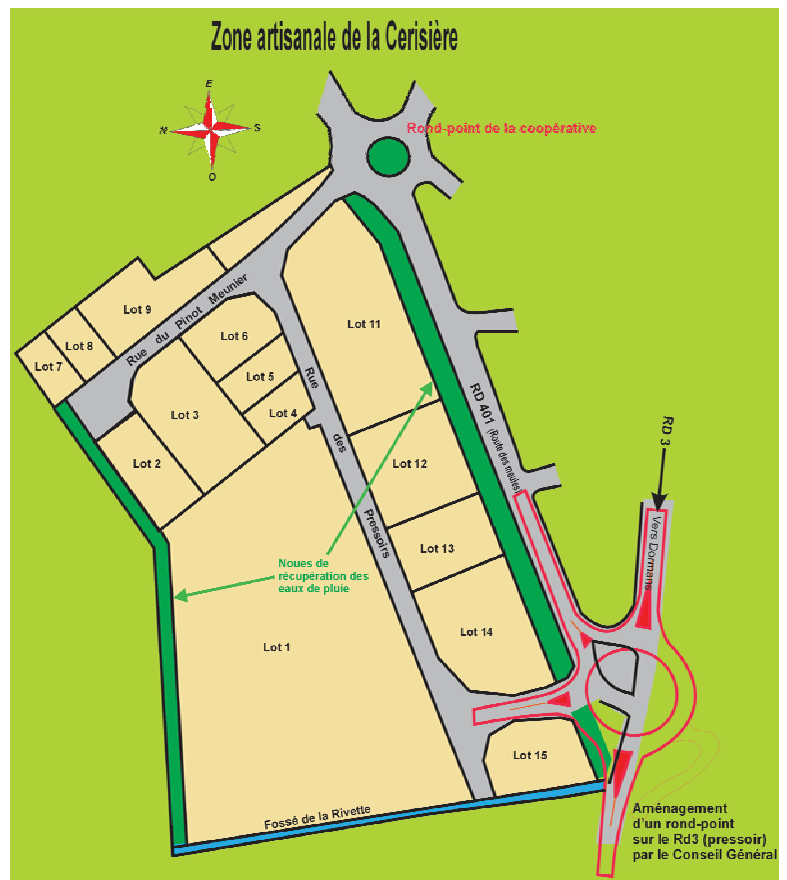 Zone artisanale de la Cerisière
E
N
S
O
Rond-point de la coopérative
Lot 9
Rue du Pinot Meunier
Lot 8
Lot 7
Lot 6
Lot 11
Lot 5
Lot 3
Lot 4
Rue des Pressoirs
RD 401 (Route des meules)
RD 3
Lot 2
Lot 12
Vers Dormans
Lot 13
Noues de
récupération des
eaux de pluie
Lot 1
Lot 14
Lot 15
Fossé de la Rivette
Aménagement
d'un rond-point
sur le Rd3 (pressoir)
par le Conseil Général